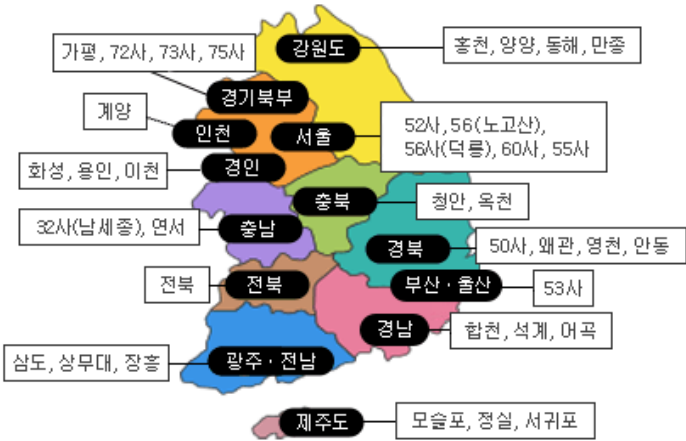 강원도
홍천, 양양, 동해, 만종
가평, 72사, 73사, 75사
경기북부
계양
인천
서울
52사, 56(노고산),
56사(덕릉), 60사, 55사
경인
화성, 용인, 이천
충북
청안, 옥천
32사(남세종), 연서
충남
경북
50사, 왜관, 영천, 안동
전북
전북
부산·울산
53사
경남
합천, 석계, 어곡
삼도, 상무대, 장흥
광주·전남
제주도
모슬포, 정실, 서귀포